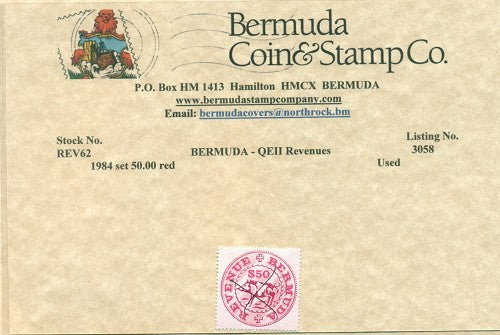 Bermuda
Coin&Stamp Co.
P.O. Box HM 1413 Hamilton HMCX BERMUDA
www.bermudastampcompany.com
Email: bermudacovers@northrock.bm
Stock No.
Listing No.
REV62
BERMUDA - QEII Revenues
3058
1984 set 50.00 red
Used
REVENUE BERMUDA
$50